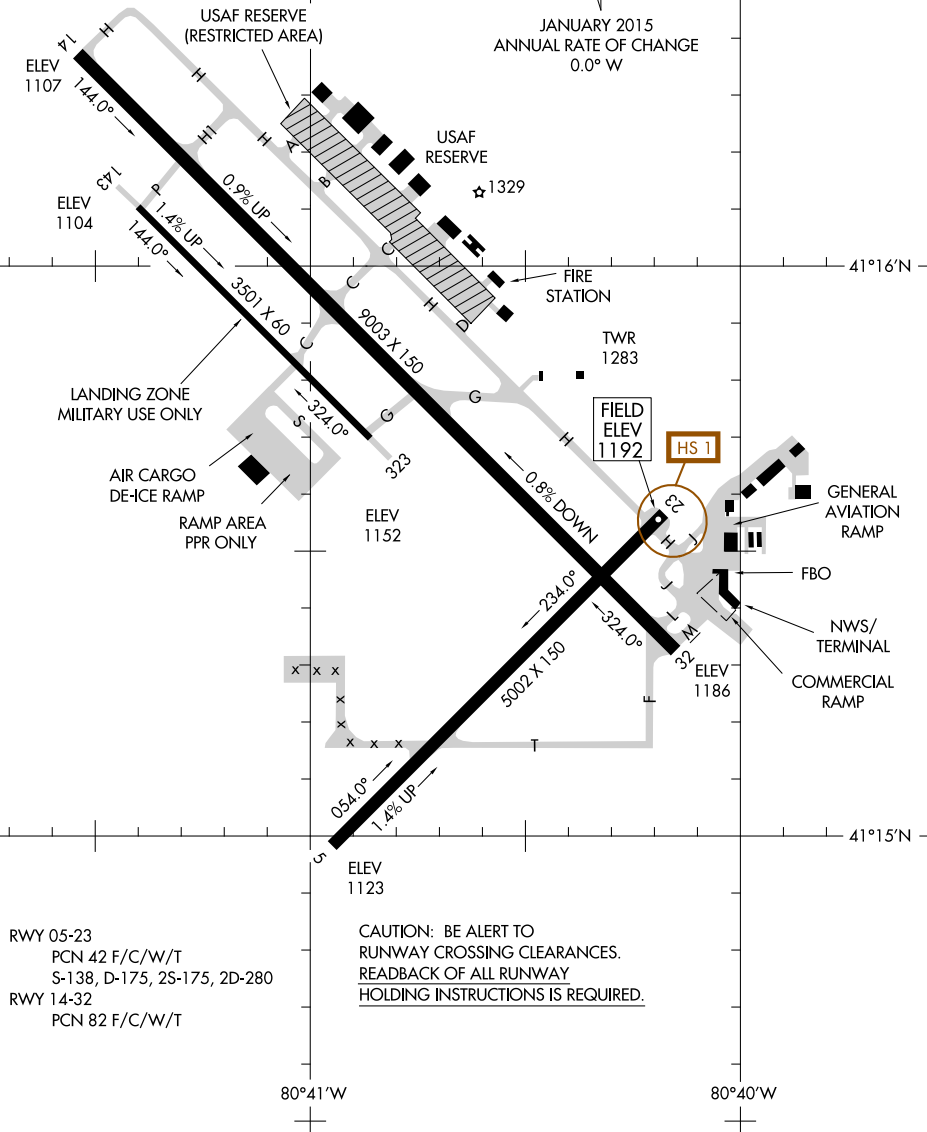 USAF RESERVE
(RESTRICTED AREA)
JANUARY 2015
ANNUAL RATE OF CHANGE
0.0° W
14
H
ELEV
1107
144.0°
H
H1
H
A
B
USAF
RESERVE
1329
143
P
ELEV
1104
1.4% UP
144.0°
0.9% UP
C
C
41°16'N
FIRE
STATION
3501 X 60
H
D
9003 X 150
C
TWR
1283
LANDING ZONE
MILITARY USE ONLY
G
G
S
324.0°
323
H
FIELD
ELEV
1192
HS 1
AIR CARGO
DE-ICE RAMP
RAMP AREA
PPR ONLY
ELEV
1152
0.8% DOWN
23
H
J
GENERAL
AVIATION
RAMP
FBO
234.0°
J
L
M
324.0°
32
NWS/
TERMINAL
ELEV
1186
COMMERCIAL
RAMP
5002 X 150
x x x
x
x
x x x
F
T
054.0°
1.4% UP
5
41°15'N
ELEV
1123
RWY 05-23
PCN 42 F/C/W/T
S-138, D-175, 2S-175, 2D-280
RWY 14-32
PCN 82 F/C/W/T
CAUTION: BE ALERT TO
RUNWAY CROSSING CLEARANCES.
READBACK OF ALL RUNWAY
HOLDING INSTRUCTIONS IS REQUIRED.
80°41'W
80°40'W